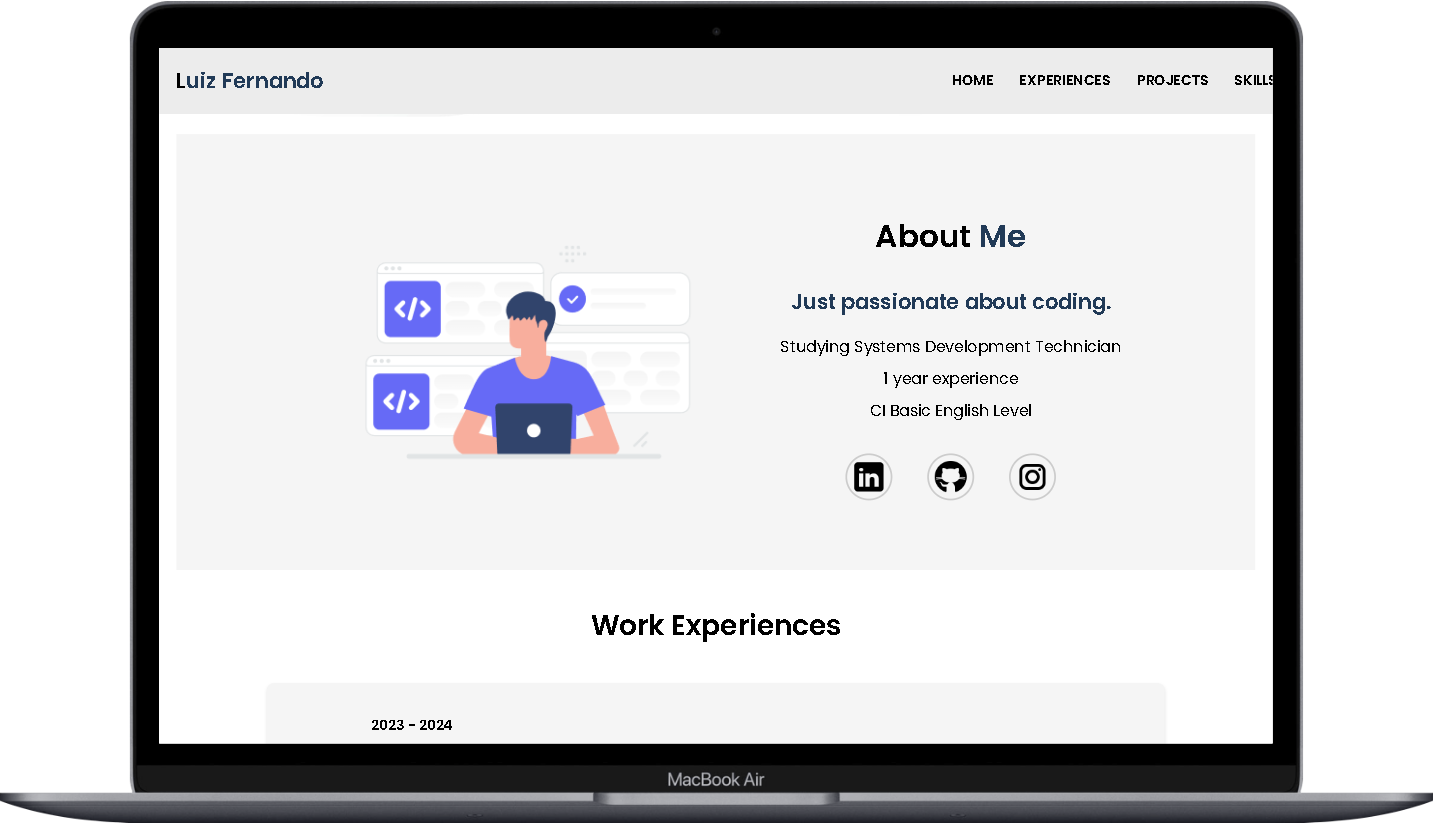 Luiz Fernando
HOME EXPERIENCES PROJECTS SKILLS
About Me
Just passionate about coding.
Studying Systems Development Technician
1 year experience
CI Basic English Level
in
Work Experiences
2023 - 2024
MacBook Air